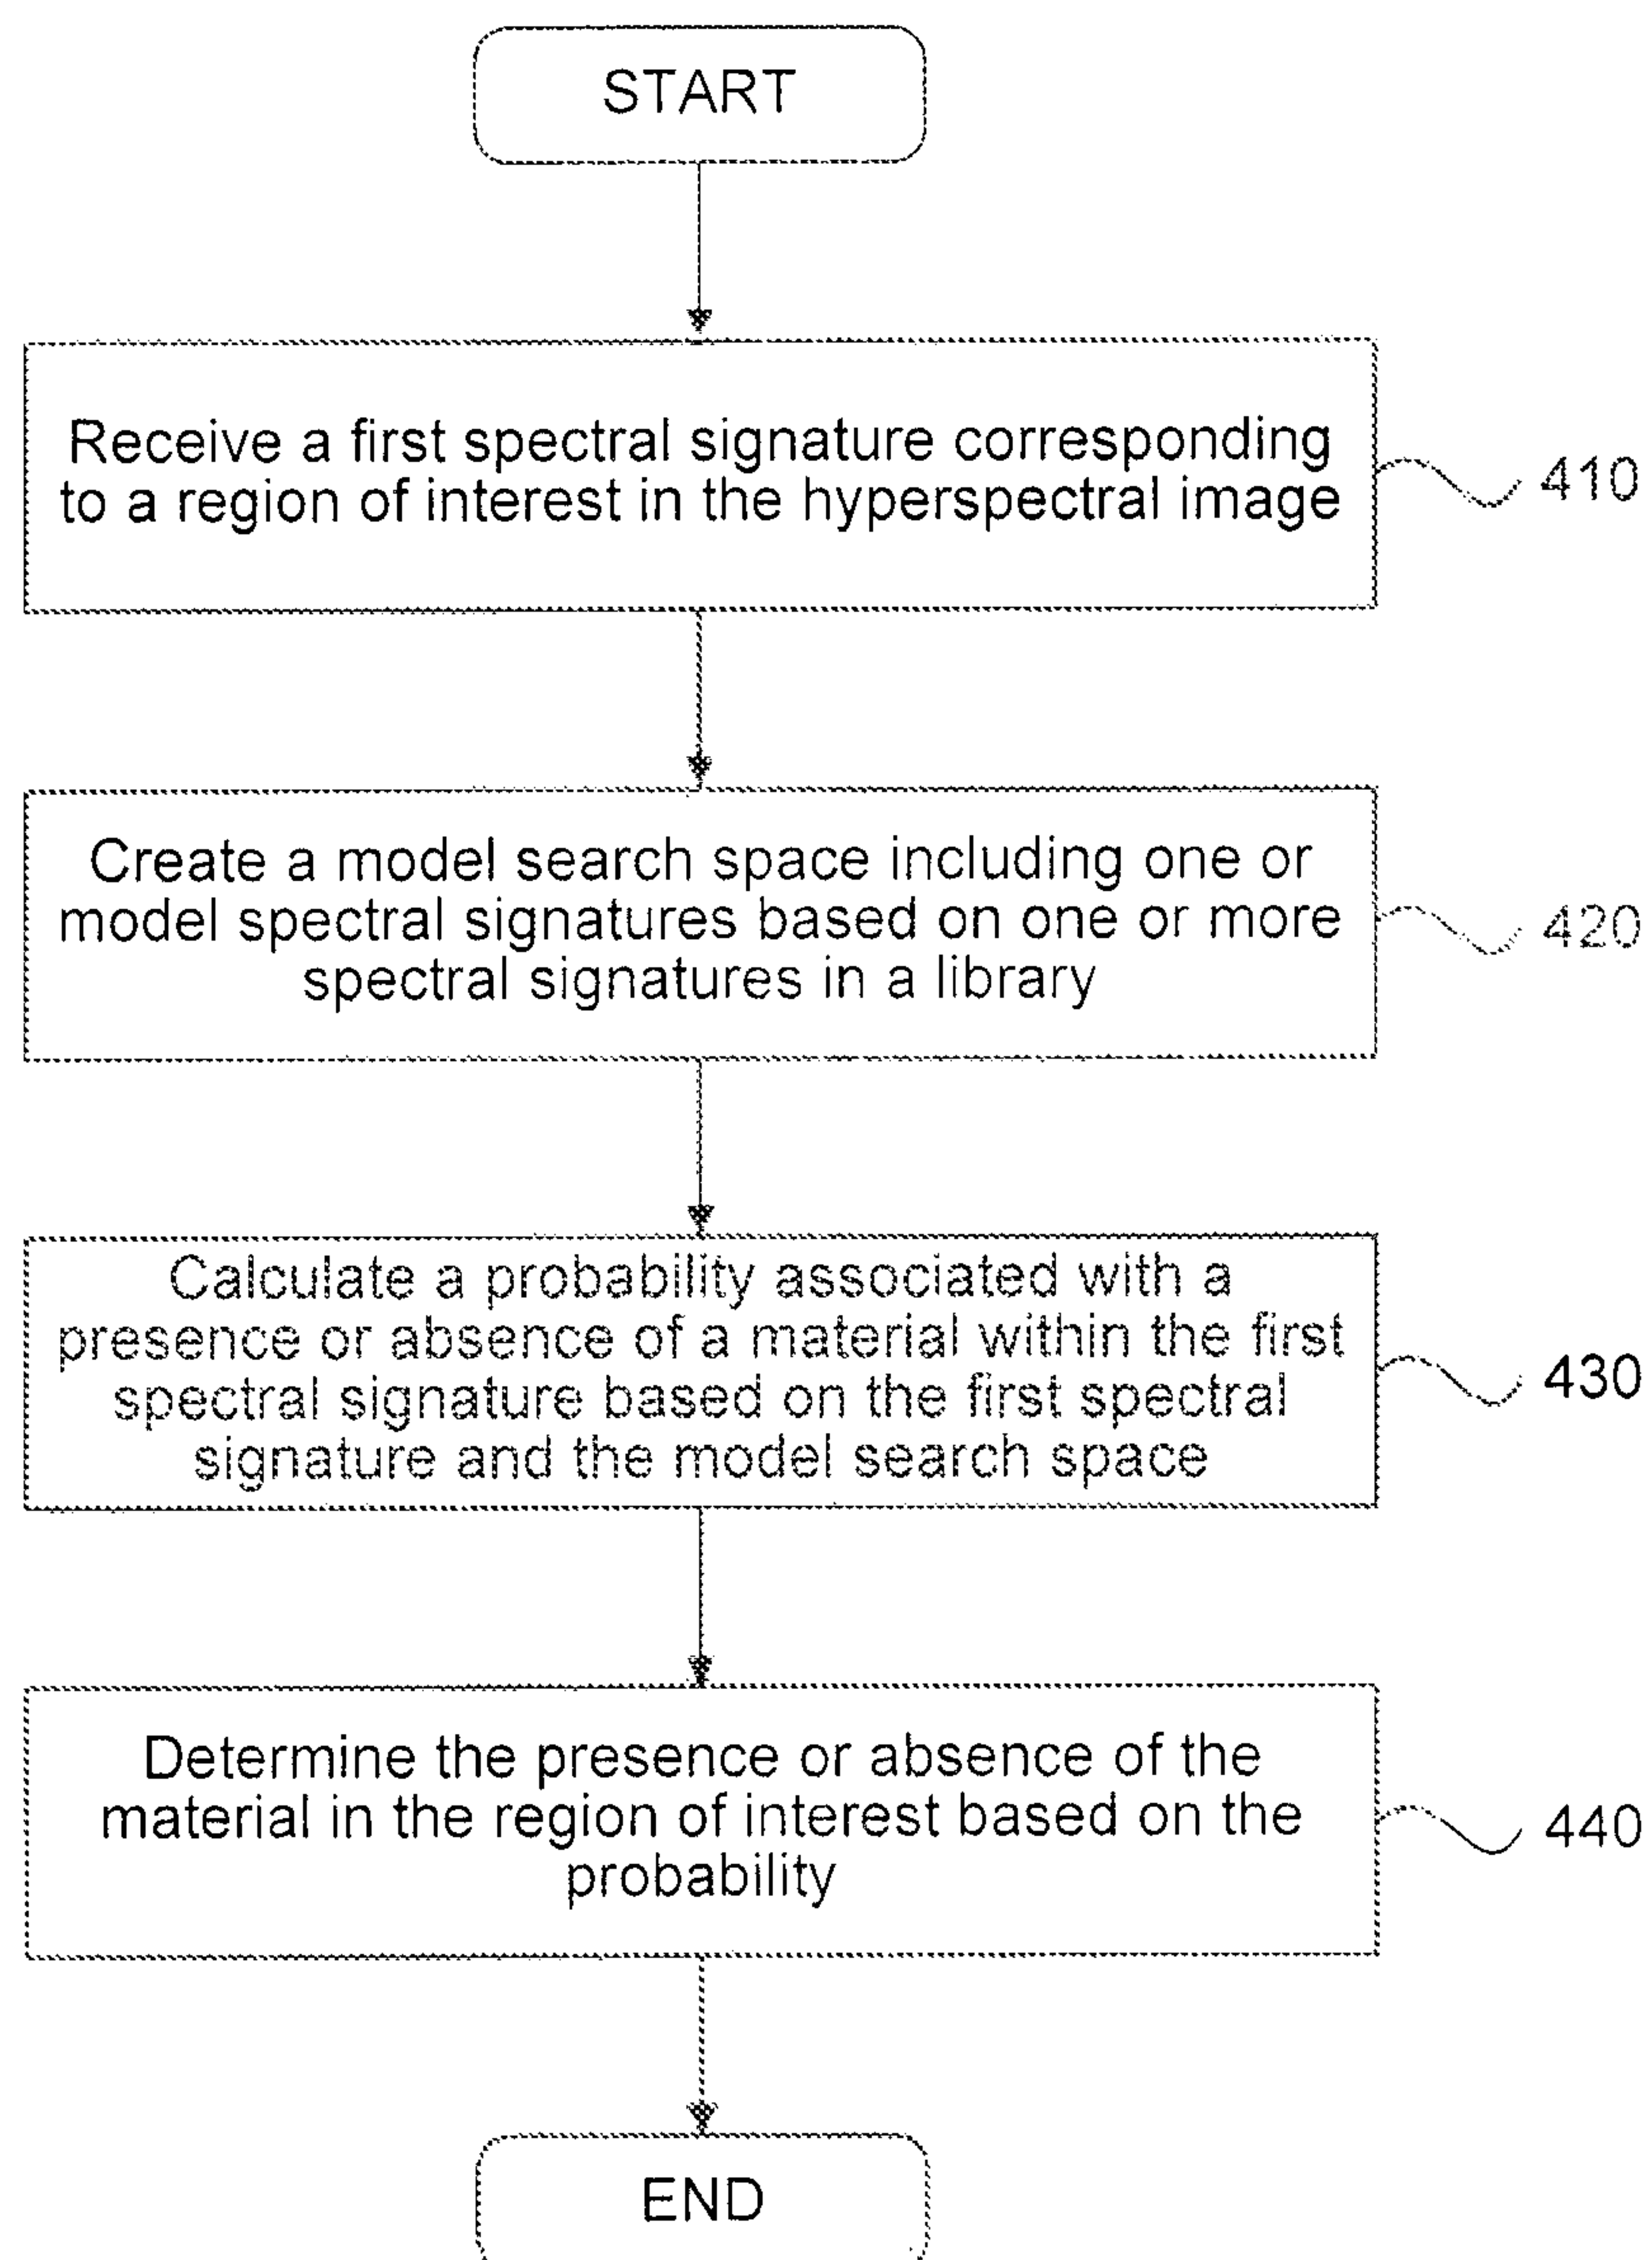 START
Receive a first spectral signature corresponding
to a region of interest in the hyperspectral image
410
Create a model search space including one or
model spectral signatures based on one or more
spectral signatures in a library
420
Calculate a probability associated with a
presence or absence of a material within the first
spectral signature based on the first spectral
signature and the model search space
430
Determine the presence or absence of the
material in the region of interest based on the
probability
440
END